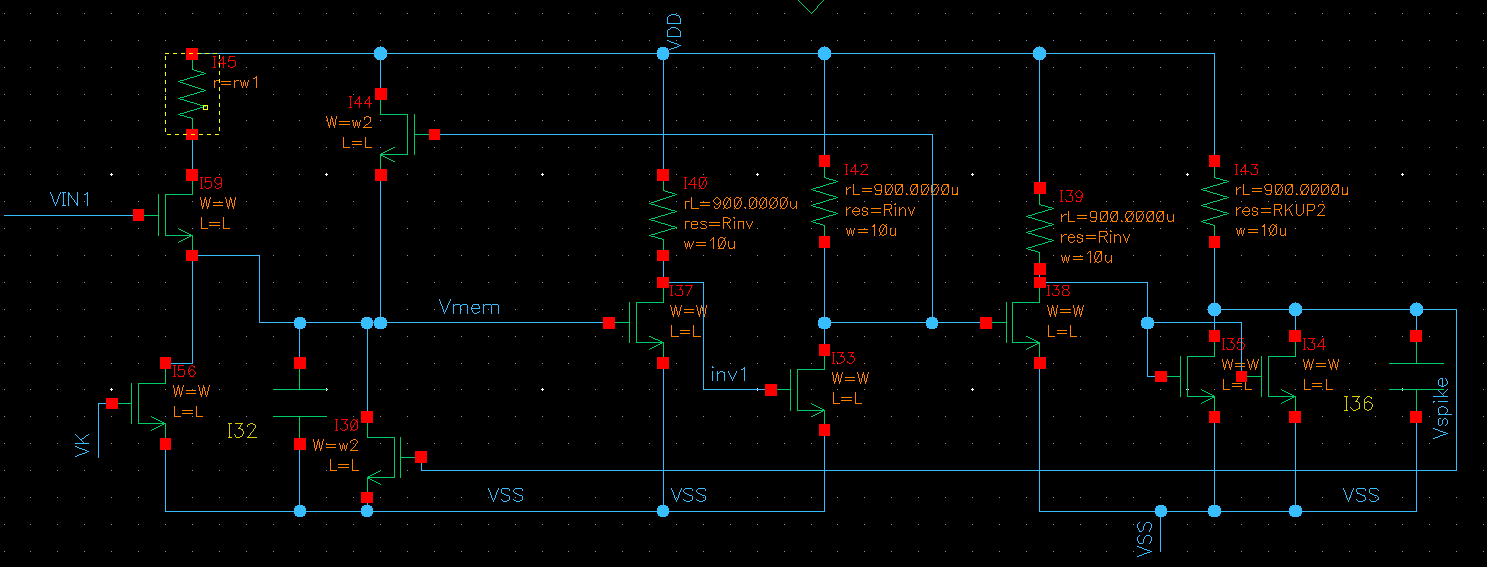 VDD
I45
r=rw1
I44
W=w2
L=L
VIN1
I59
W=W
L=L
I40
rL=900.0000u
res=Rinv
w=10u
I42
rL=900.0000u
res=Rinv
w=10u
I39
rL=900.0000u
res=Rinv
w=10u
I43
rL=900.0000u
res=RKUP2
w=10u
Vmem
I37
W=W
L=L
I38
W=W
L=L
I56
W=W
L=L
inv1
I33
W=W
L=L
I35
W=W
L=L
I34
W=W
L=L
I36
Vspike
VK
I32
I30
W=w2
L=L
VSS
VSS
VSS
VSS